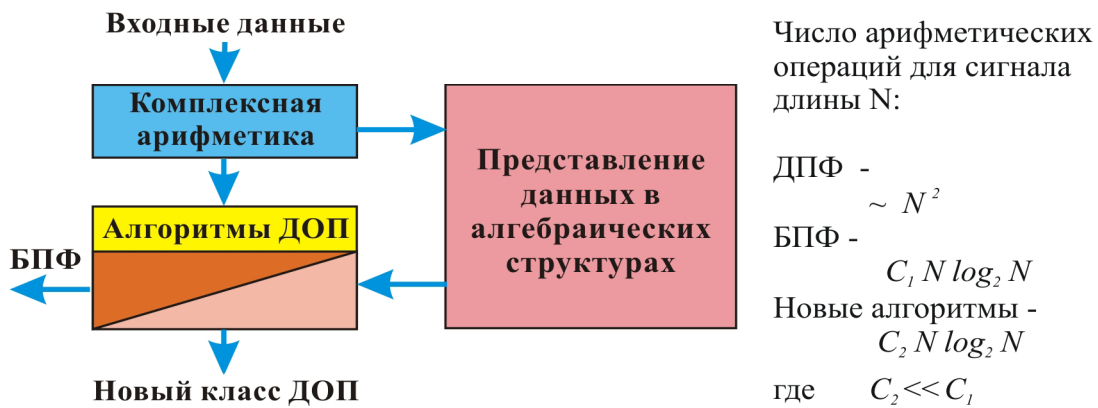 Входные данные
Комплексная
арифметика
Представление
данных в
алгебраических
структурах
Алгоритмы ДОП
БПФ
Новый класс ДОП
Число арифметических
операций для сигнала
длины N:
ДПФ -
~ N²
БПФ -
C₁ N log₂ N
Новые алгоритмы -
C₂ N log₂ N
где C₂ << C₁